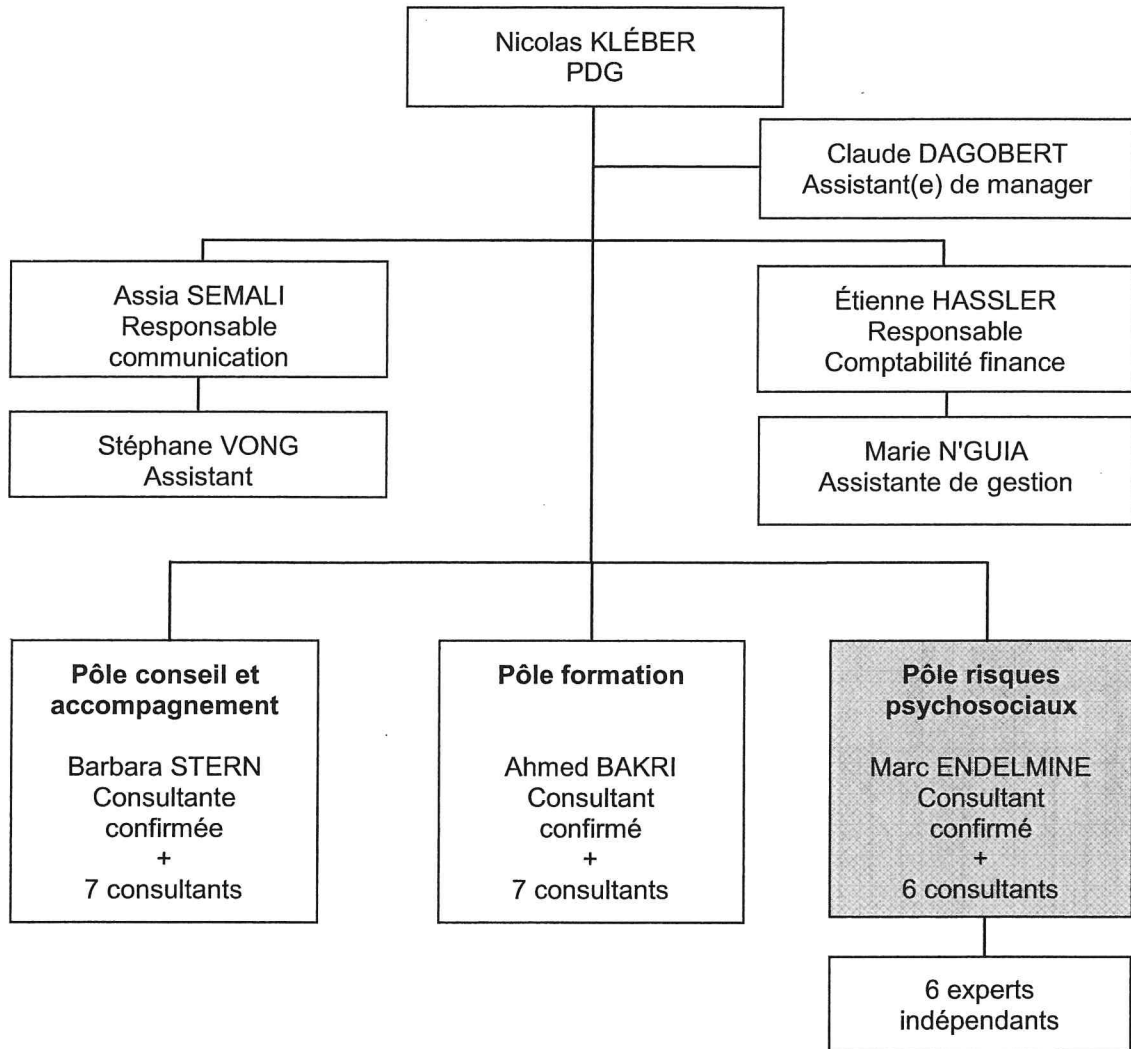 Nicolas KLÉBER
PDG
Claude DAGOBERT
Assistant(e) de manager
Assia SEMALI
Responsable
communication
Étienne HASSLER
Responsable
Comptabilité finance
Stéphane VONG
Assistant
Marie N'GUIA
Assistante de gestion
Pôle conseil et
accompagnement
Barbara STERN
Consultante
confirmée
+
7 consultants
Pôle formation
Ahmed BAKRI
Consultant
confirmé
+
7 consultants
Pôle risques
psychosociaux
Marc ENDELMINE
Consultant
confirmé
+
6 consultants
6 experts
indépendants